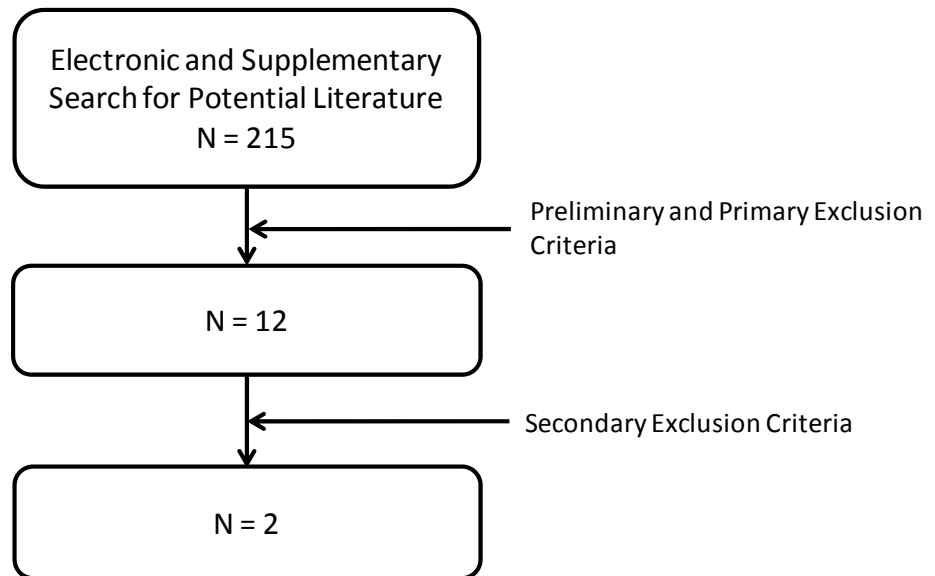 Electronic and Supplementary
Search for Potential Literature
N = 215
Preliminary and Primary Exclusion
Criteria
N = 12
Secondary Exclusion Criteria
N = 2